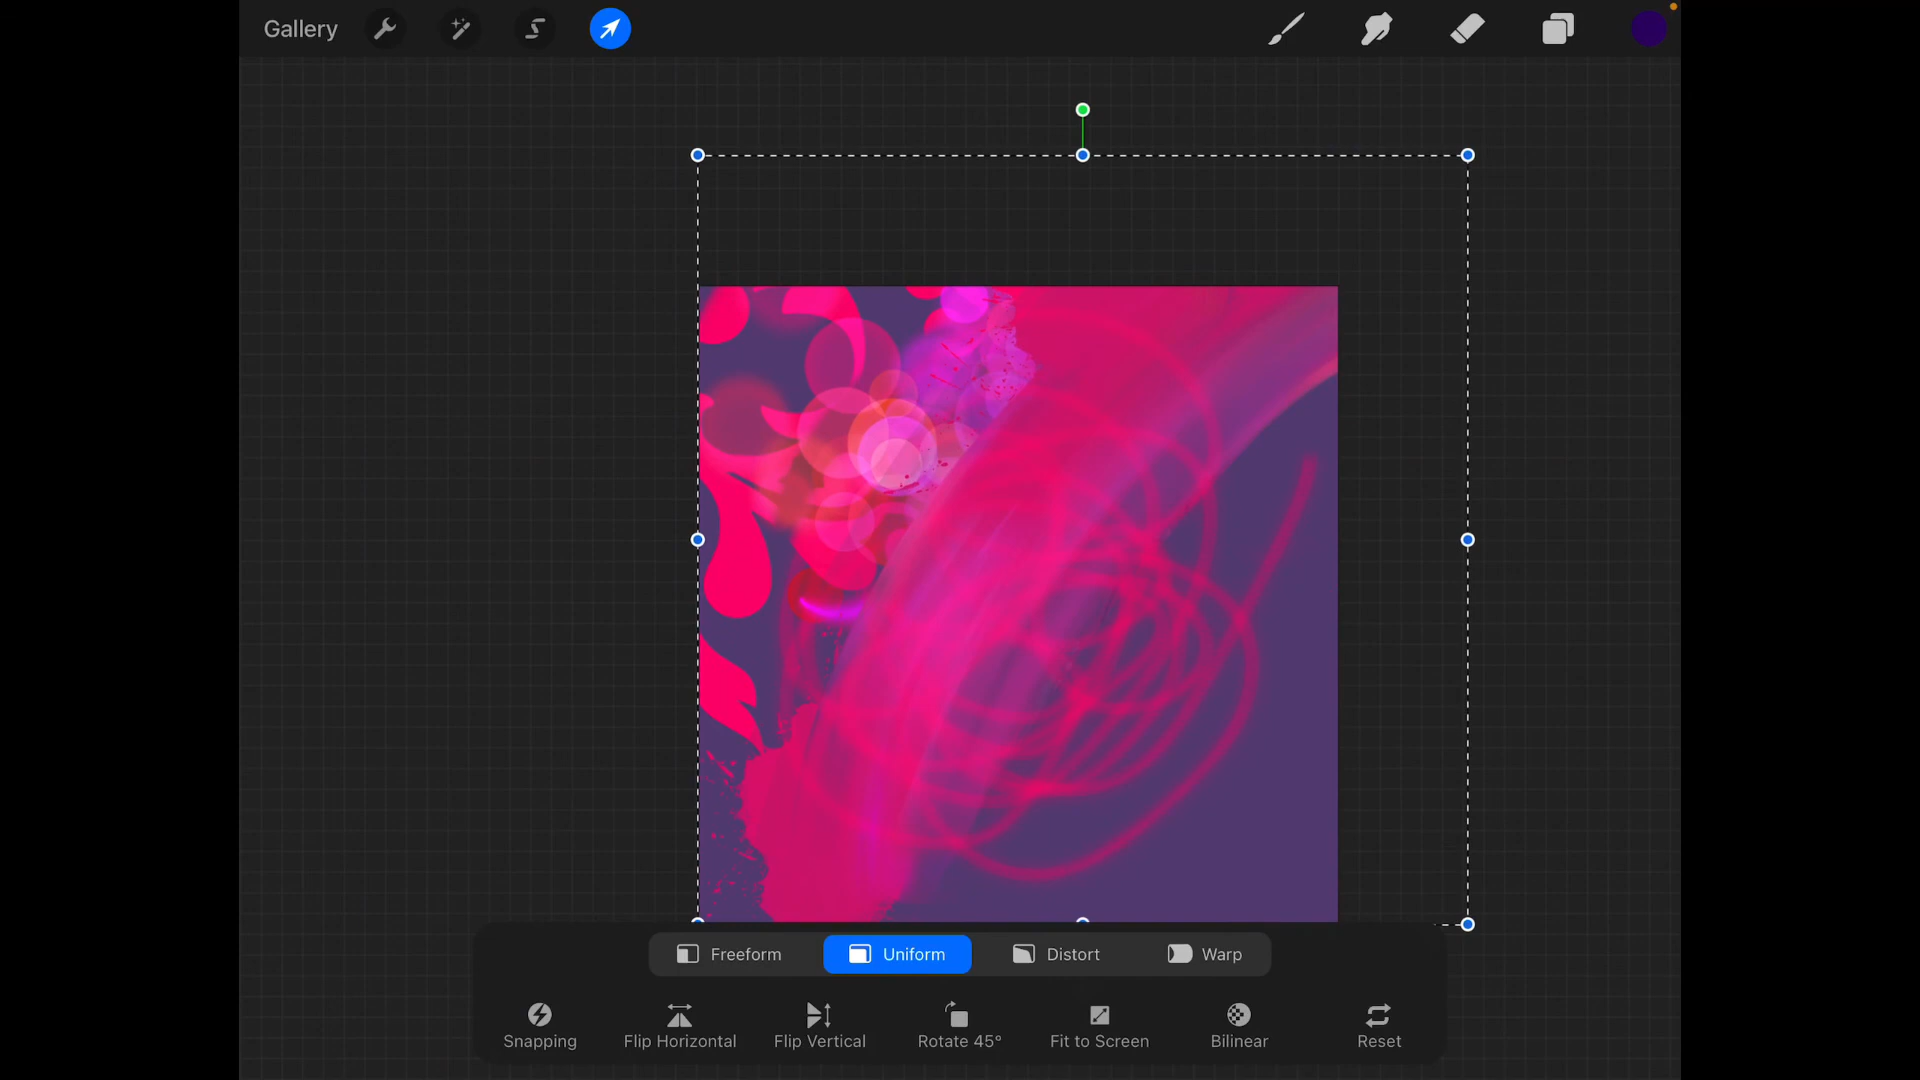 Gallery
Freeform Uniform Distort Warp
Snapping Flip Horizontal Flip Vertical Rotate 45° Fit to Screen Bilinear Reset